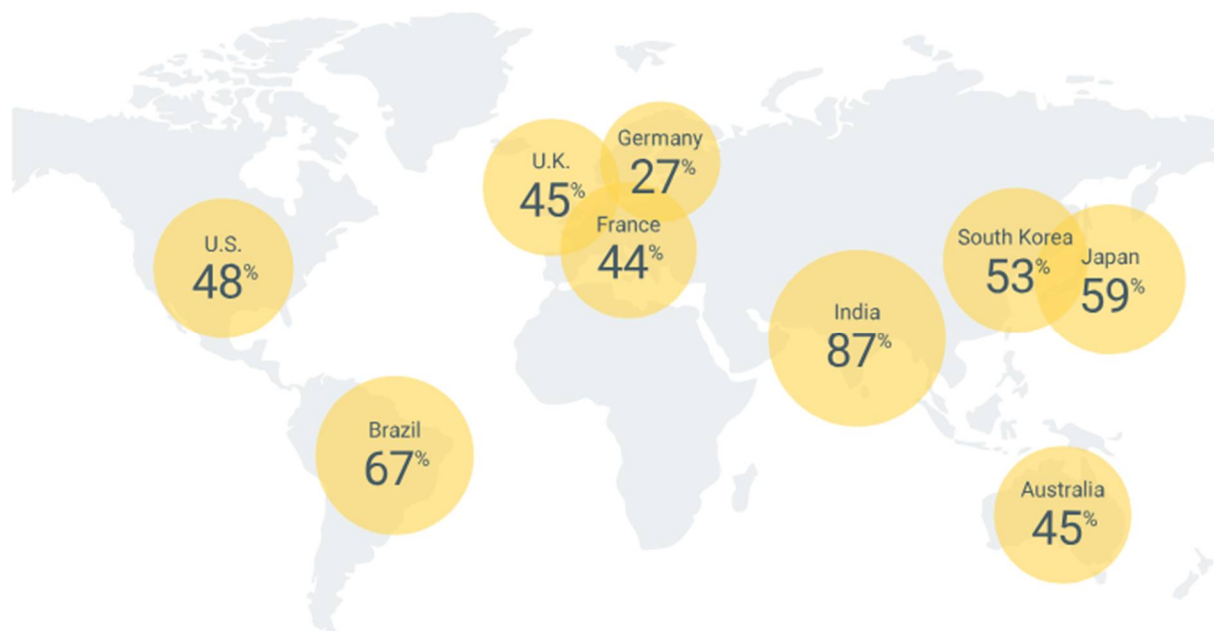 Germany
27%
U.K.
45%
France
44%
U.S.
48%
South Korea
53%
Japan
59%
India
87%
Brazil
67%
Australia
45%